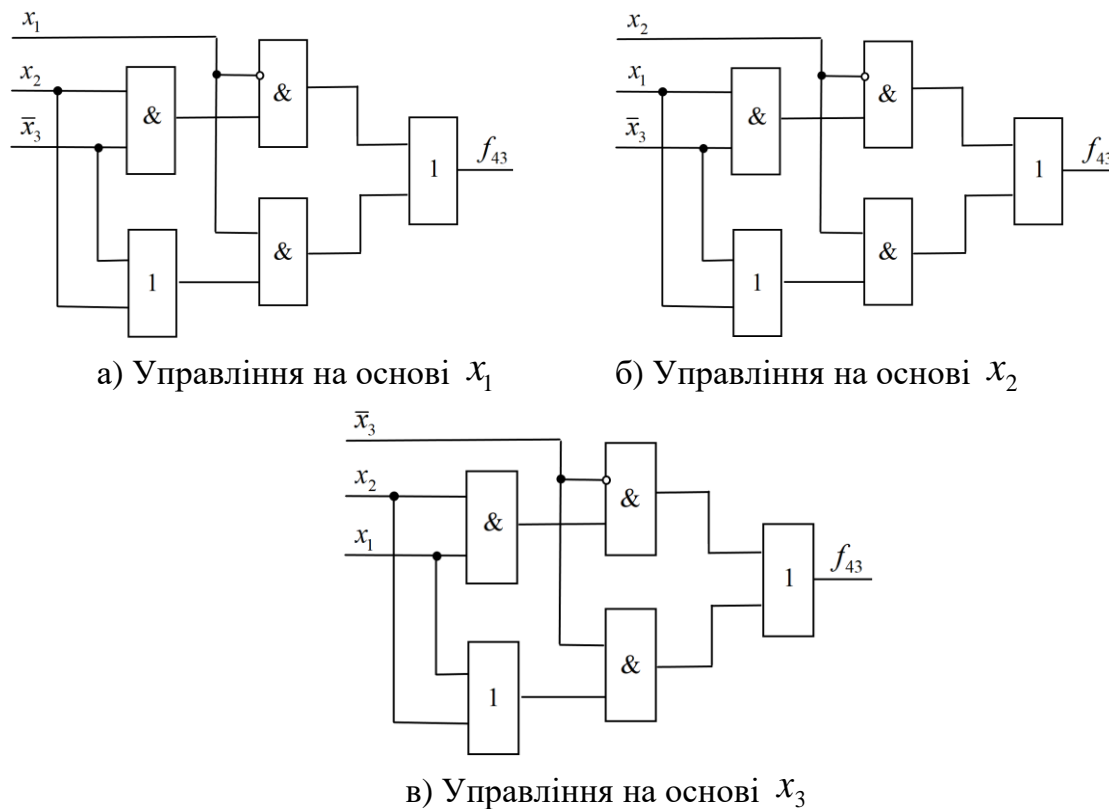 x₁
x₂
x̄₃
&
&
1
&
1
f₄₃
а) Управління на основі x₁
x₂
x₁
x̄₃
&
&
1
&
1
f₄₃
б) Управління на основі x₂
x̄₃
x₂
x₁
&
&
1
&
1
f₄₃
в) Управління на основі x₃